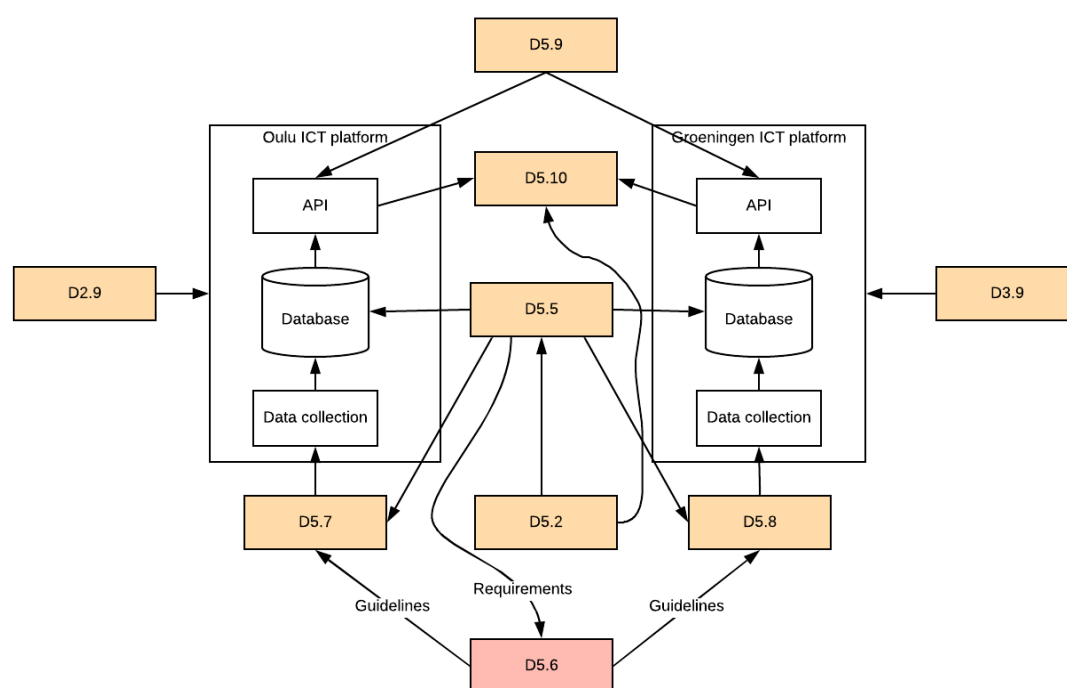 D5.9
Oulu ICT platform
Groeningen ICT platform
D5.10
API
API
D2.9
D5.5
D3.9
Database
Database
Data collection
Data collection
D5.7
D5.2
D5.8
Requirements
Guidelines
Guidelines
D5.6